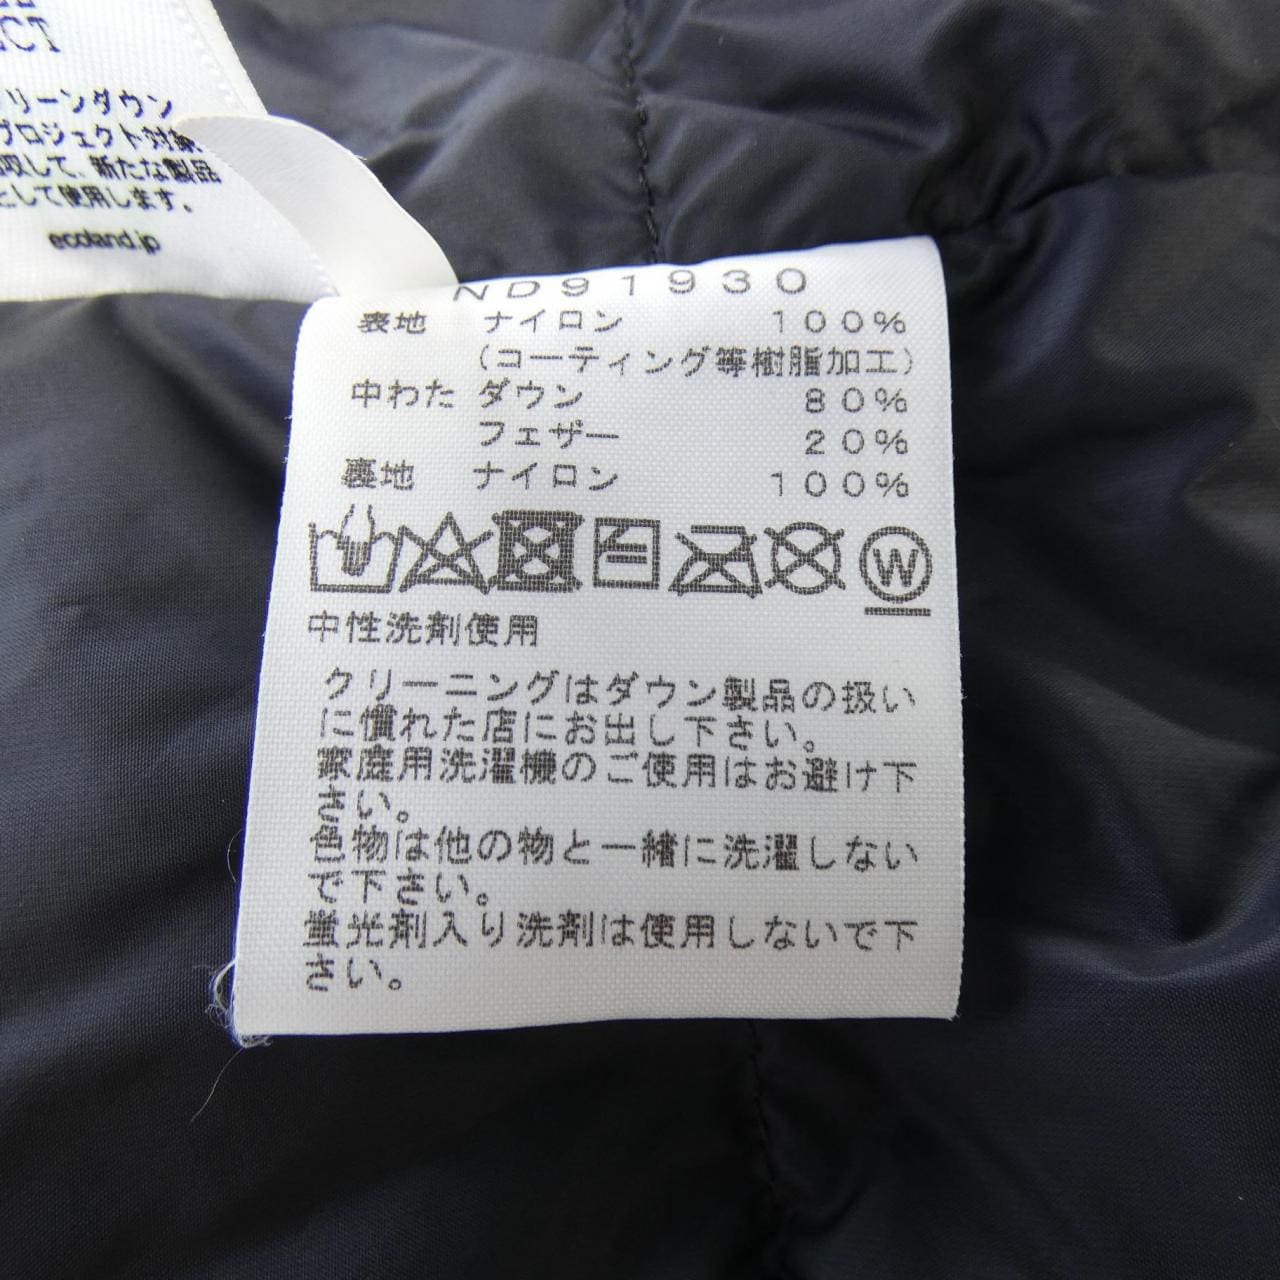 CT
リーンダウン
プロジェクト対象
取して、新たな製品
として使用します。
ecoland.jp
ND91930
表地 ナイロン 100%
(コーティング等樹脂加工)
中わた ダウン 80%
フェザー 20%
裏地 ナイロン 100%
W
中性洗剤使用
クリーニングはダウン製品の扱い
に慣れた店にお出し下さい。
家庭用洗濯機のご使用はお避け下
さい。
色物は他の物と一緒に洗濯しない
で下さい。
蛍光剤入り洗剤は使用しないで下
さい。